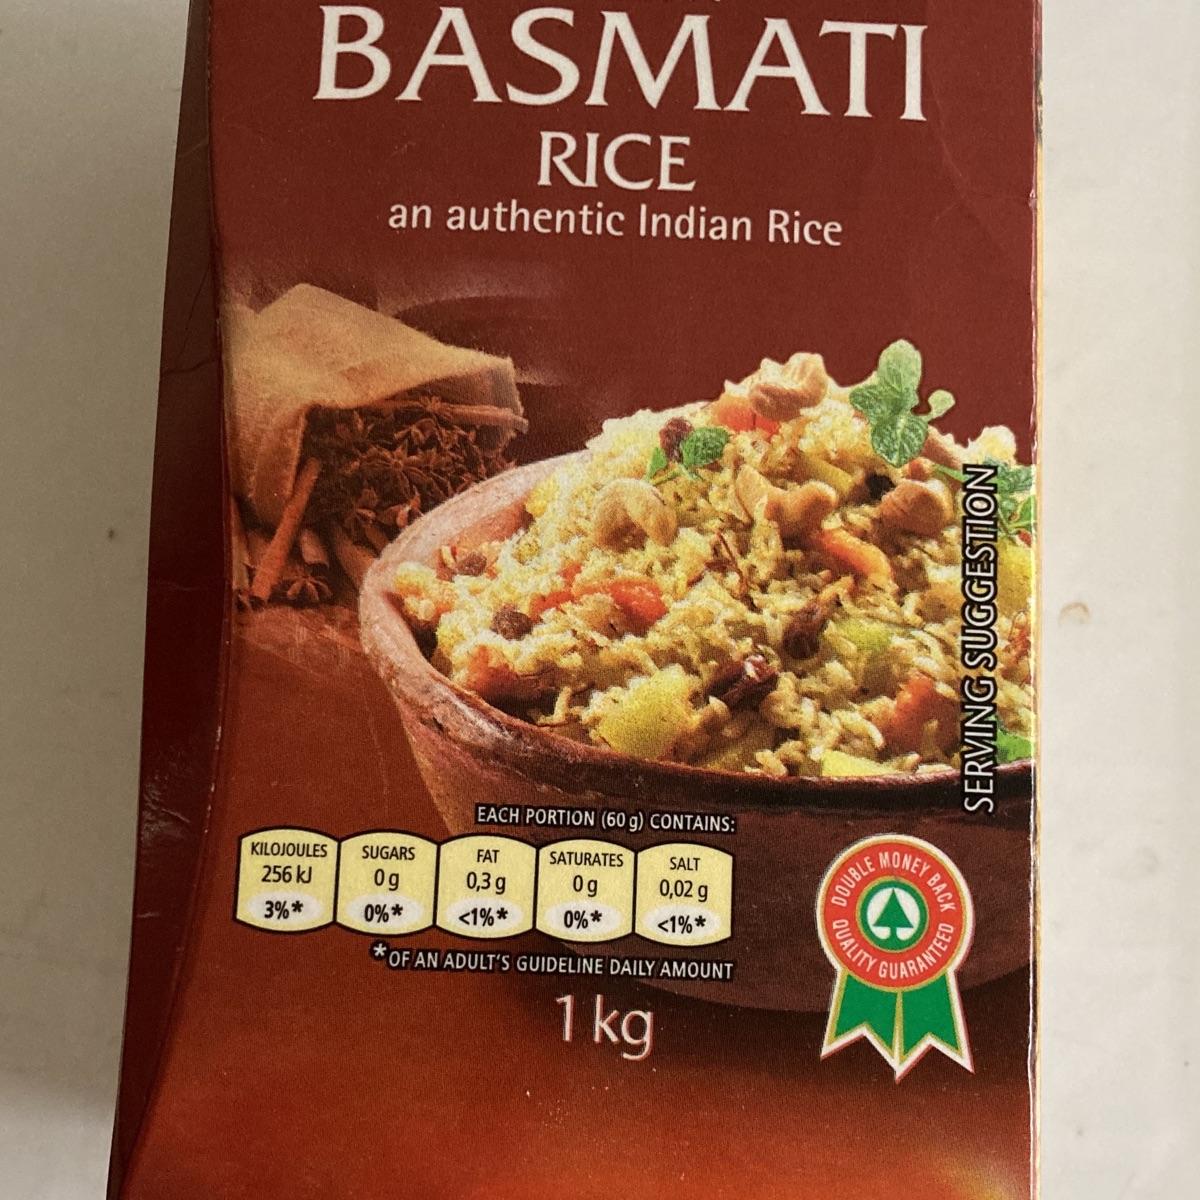 BASMATI
RICE
an authentic Indian Rice
SERVING SUGGESTION
EACH PORTION (60 g) CONTAINS:
KILOJOULES
256 kJ
3%*
SUGARS
0 g
0%*
FAT
0,3 g
<1%*
SATURATES
0 g
0%*
SALT
0,02 g
<1%*
*OF AN ADULT'S GUIDELINE DAILY AMOUNT
1 kg
DOUBLE MONEY BACK
QUALITY GUARANTEED